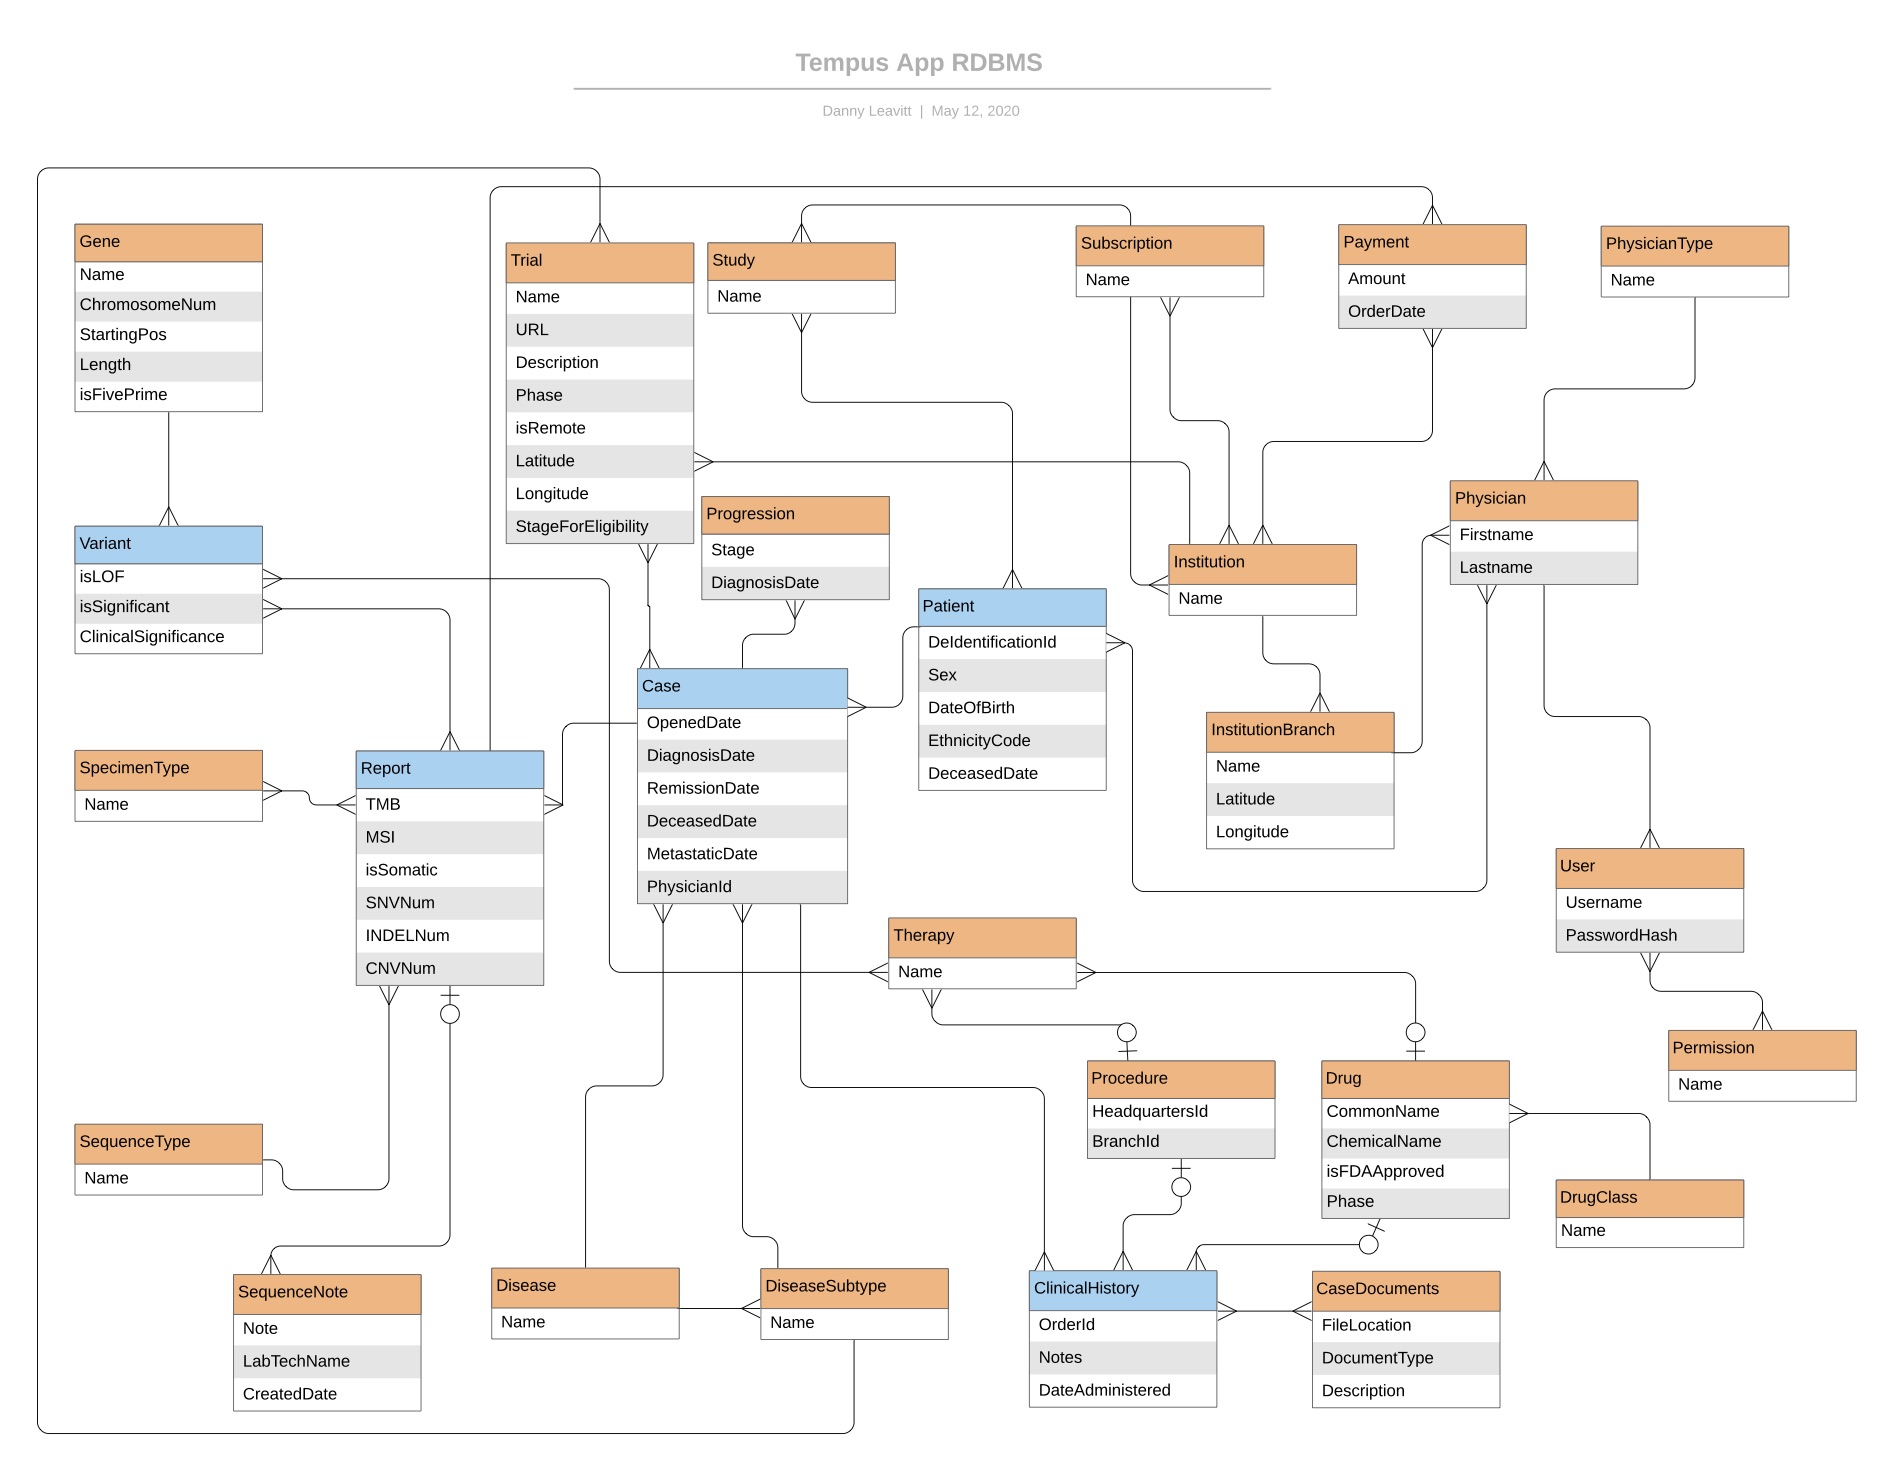 Tempus App RDBMS
Danny Leavitt | May 12, 2020
Gene
Name
ChromosomeNum
StartingPos
Length
isFivePrime
Trial
Name
URL
Description
Phase
isRemote
Latitude
Longitude
StageForEligibility
Study
Name
Subscription
Name
Payment
Amount
OrderDate
PhysicianType
Name
Progression
Stage
DiagnosisDate
Physician
Firstname
Lastname
Variant
isLOF
isSignificant
ClinicalSignificance
Institution
Name
Patient
DeIdentificationId
Sex
DateOfBirth
EthnicityCode
DeceasedDate
Case
OpenedDate
DiagnosisDate
RemissionDate
DeceasedDate
MetastaticDate
PhysicianId
InstitutionBranch
Name
Latitude
Longitude
SpecimenType
Name
Report
TMB
MSI
isSomatic
SNVNum
INDELNum
CNVNum
User
Username
PasswordHash
Therapy
Name
Permission
Name
Procedure
HeadquartersId
BranchId
Drug
CommonName
ChemicalName
isFDAApproved
Phase
SequenceType
Name
DrugClass
Name
SequenceNote
Note
LabTechName
CreatedDate
Disease
Name
DiseaseSubtype
Name
ClinicalHistory
OrderId
Notes
DateAdministered
CaseDocuments
FileLocation
DocumentType
Description